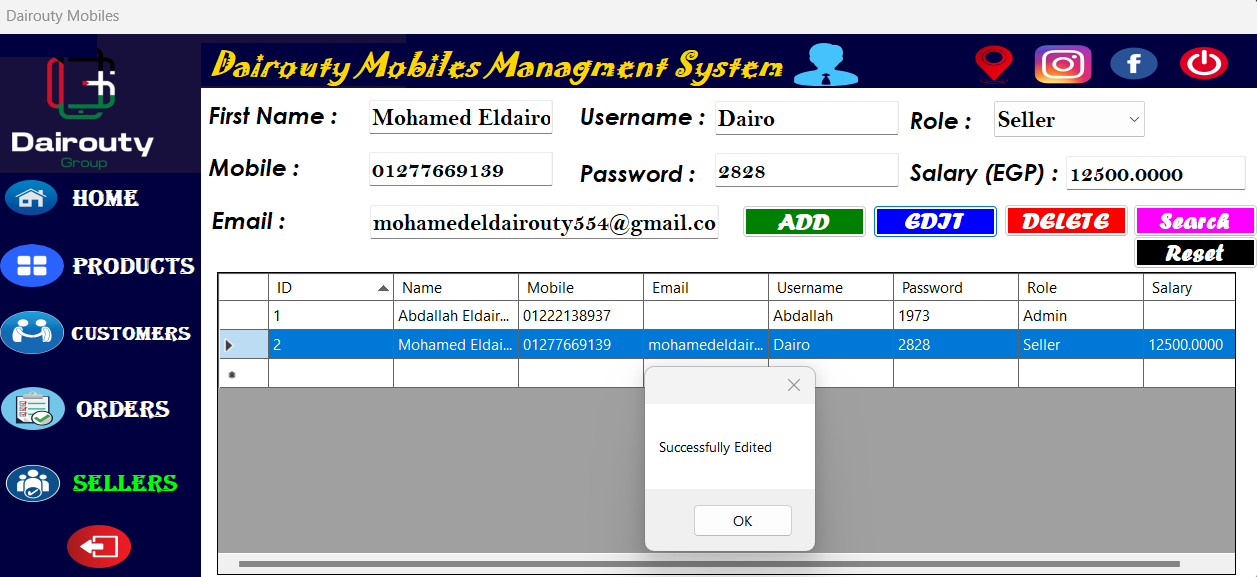 Dairouty Mobiles
Dairouty Mobiles Managment System
f
Dairouty
Group
First Name :
Mohamed Eldairo
Username :
Dairo
Role :
Seller
Mobile :
01277669139
Password :
2828
Salary (EGP) :
12500.0000
Email :
mohamedeldairouty554@gmail.co
ADD
EDIT
DELETE
Search
Reset
HOME
PRODUCTS
CUSTOMERS
ORDERS
SELLERS
ID Name Mobile Email Username Password Role Salary
1 Abdallah Eldair... 01222138937 Abdallah 1973 Admin
2 Mohamed Eldai... 01277669139 mohamedeldair... Dairo 2828 Seller 12500.0000
Successfully Edited
OK